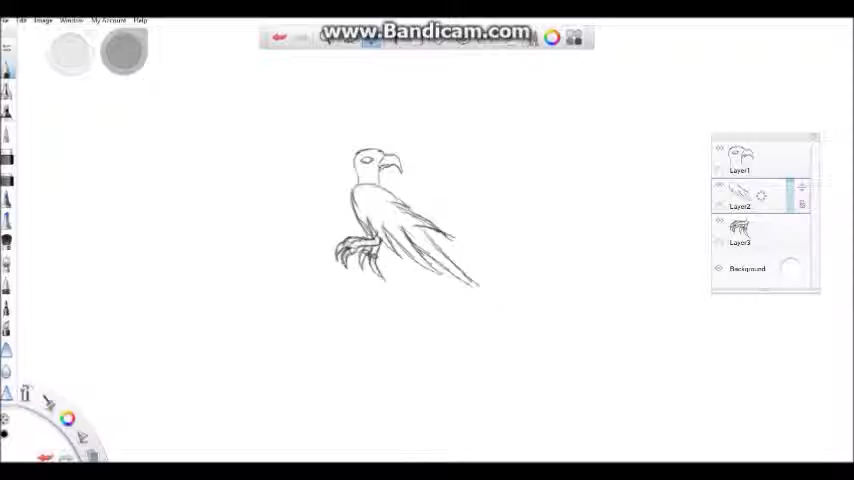 File Edit Image Window My Account Help
www.Bandicam.com
Layer1
Layer2
Layer3
Background